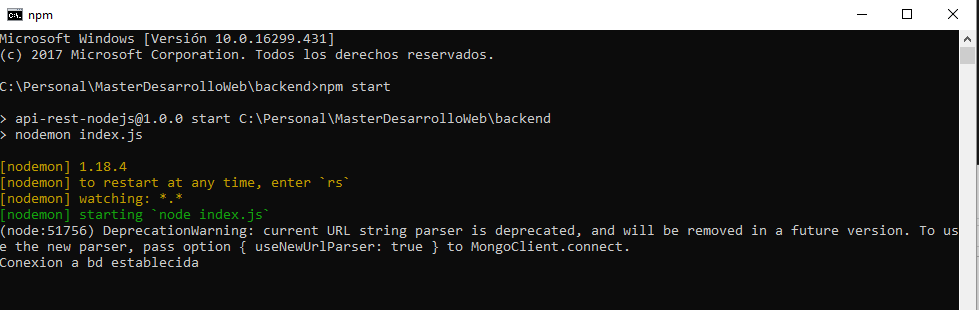 npm
Microsoft Windows [Versión 10.0.16299.431]
(c) 2017 Microsoft Corporation. Todos los derechos reservados.
C:\Personal\MasterDesarrolloWeb\backend>npm start
> api-rest-nodejs@1.0.0 start C:\Personal\MasterDesarrolloWeb\backend
> nodemon index.js
[nodemon] 1.18.4
[nodemon] to restart at any time, enter `rs`
[nodemon] watching: *.*
[nodemon] starting `node index.js`
(node:51756) DeprecationWarning: current URL string parser is deprecated, and will be removed in a future version. To us
e the new parser, pass option { useNewUrlParser: true } to MongoClient.connect.
Conexion a bd establecida